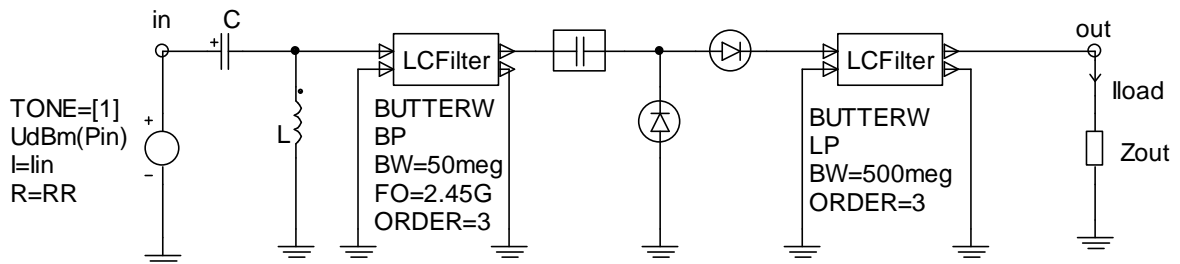 in
C
out
LCFilter
LCFilter
TONE=[1]
UdBm(Pin)
I=Iin
R=RR
+
+
−
L
BUTTERW
BP
BW=50meg
FO=2.45G
ORDER=3
BUTTERW
LP
BW=500meg
ORDER=3
Iload
Zout